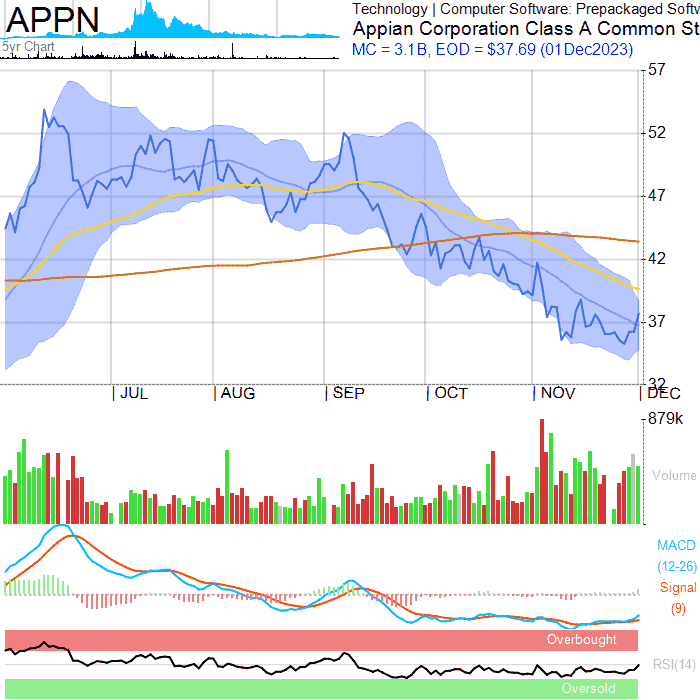 APPN
5yr Chart
Technology | Computer Software: Prepackaged Softw
Appian Corporation Class A Common St
MC = 3.1B, EOD = $37.69 (01Dec2023)
57
52
47
42
37
32
JUL AUG SEP OCT NOV DEC
879k
Volume
MACD
(12-26)
Signal
(9)
Overbought
RSI(14)
Oversold